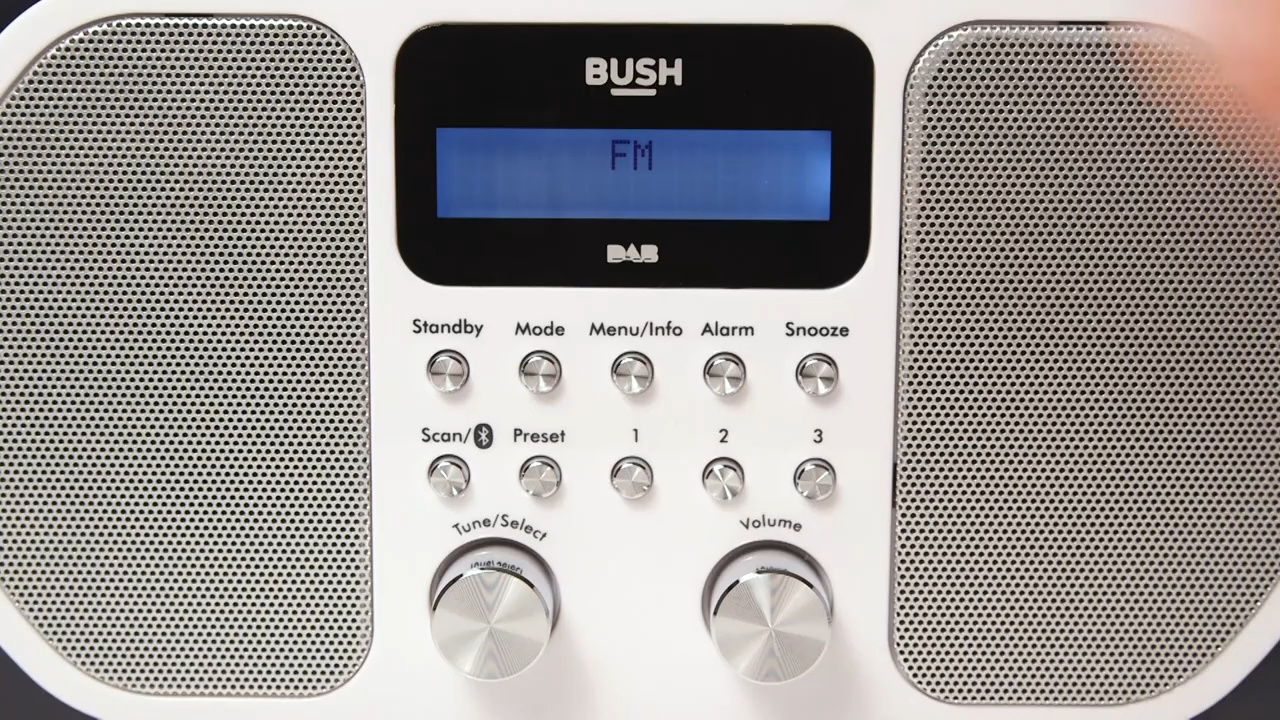 BUSH
FM
DAB
Standby Mode Menu/Info Alarm Snooze
Scan/ Preset 1 2 3
Tune/Select Volume